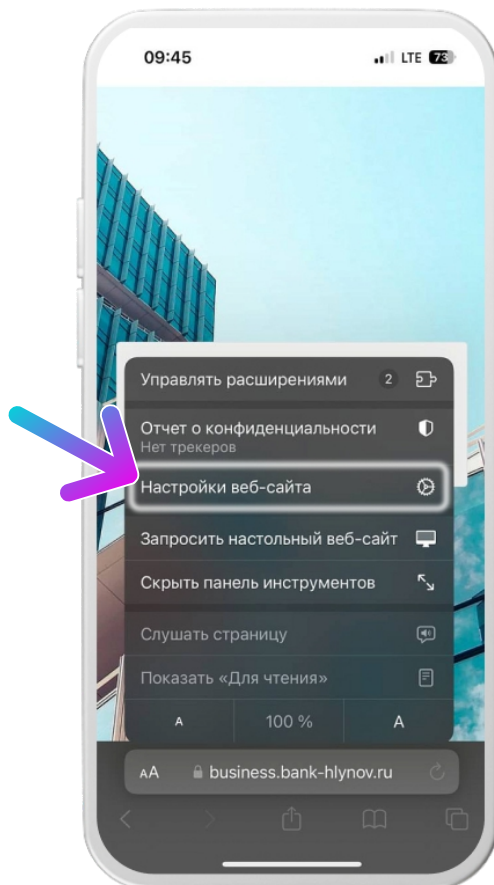 09:45
LTE 73
Управлять расширениями 2
Отчет о конфиденциальности
Нет трекеров
Настройки веб-сайта
Запросить настольный веб-сайт
Скрыть панель инструментов
Слушать страницу
Показать «Для чтения»
A 100 % A
AA business.bank-hlynov.ru